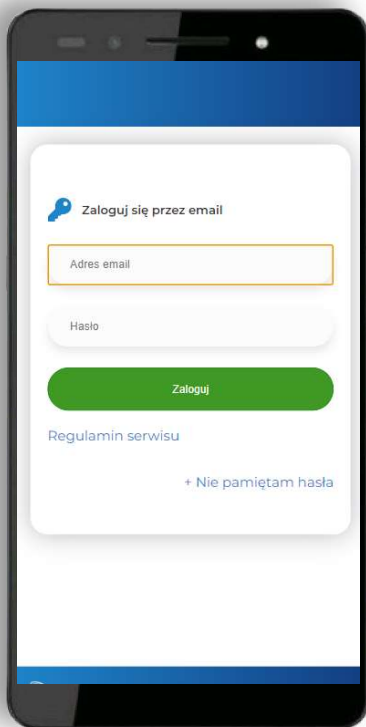 Zaloguj się przez email
Adres email
Hasło
Zaloguj
Regulamin serwisu
+ Nie pamiętam hasła